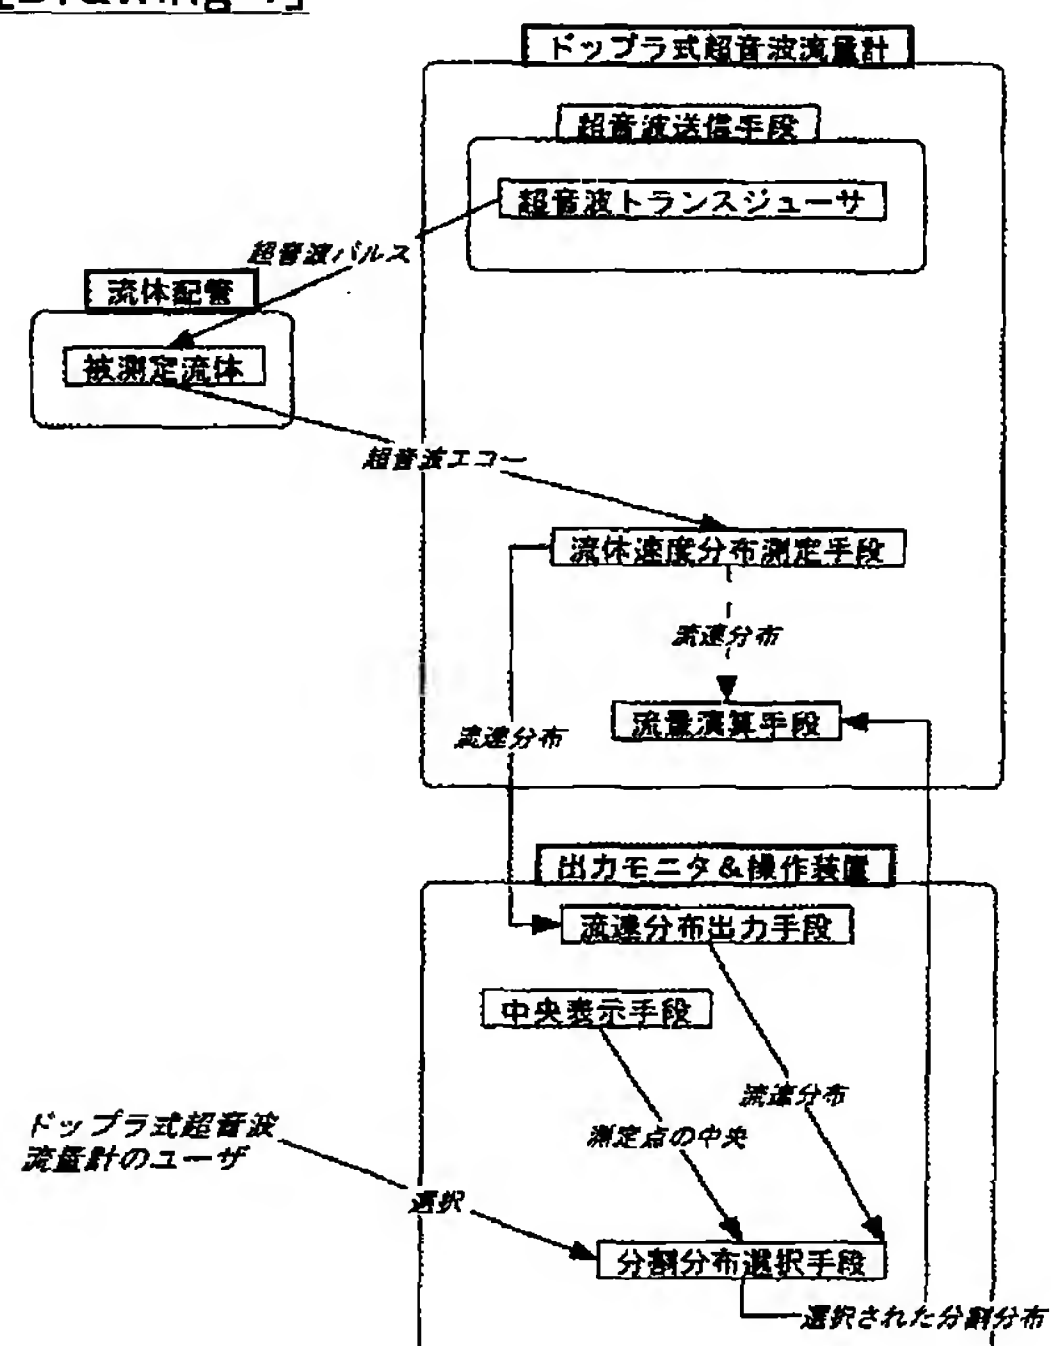 ドップラ式超音波流量計
超音波送信手段
超音波トランスジューサ
超音波パルス
流体配管
被測定流体
超音波エコー
流体速度分布測定手段
流速分布
流量演算手段
流速分布
出力モニタ&操作装置
流速分布出力手段
中央表示手段
流速分布
測定点の中央
ドップラ式超音波
流量計のユーザ
選択
分割分布選択手段
選択された分割分布